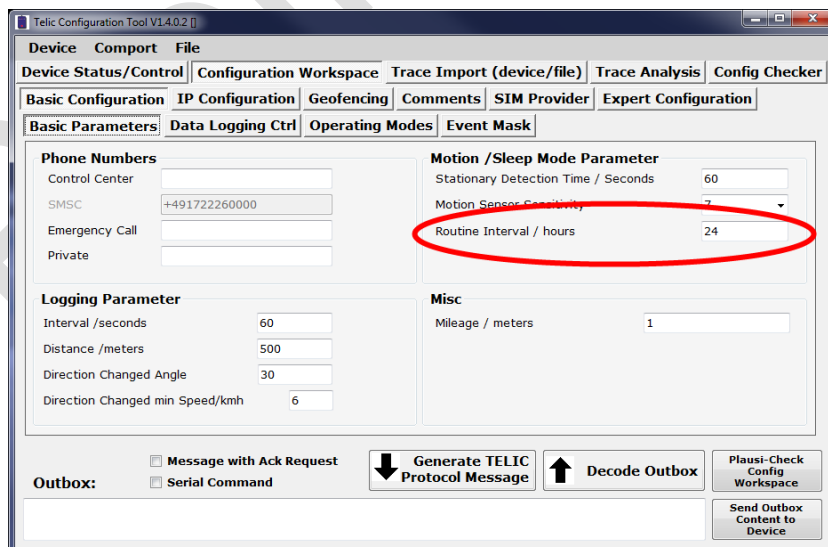 Telic Configuration Tool V1.4.0.2 []
Device Comport File
Device Status/Control Configuration Workspace Trace Import (device/file) Trace Analysis Config Checker
Basic Configuration IP Configuration Geofencing Comments SIM Provider Expert Configuration
Basic Parameters Data Logging Ctrl Operating Modes Event Mask
Phone Numbers
Control Center
SMSC +491722260000
Emergency Call
Private
Motion /Sleep Mode Parameter
Stationary Detection Time / Seconds 60
Motion Sensor Sensitivity 7
Routine Interval / hours 24
Logging Parameter
Interval /seconds 60
Distance /meters 500
Direction Changed Angle 30
Direction Changed min Speed/kmh 6
Misc
Mileage / meters 1
Outbox:
Message with Ack Request
Serial Command
Generate TELIC
Protocol Message
Decode Outbox
Plausi-Check
Config
Workspace
Send Outbox
Content to
Device